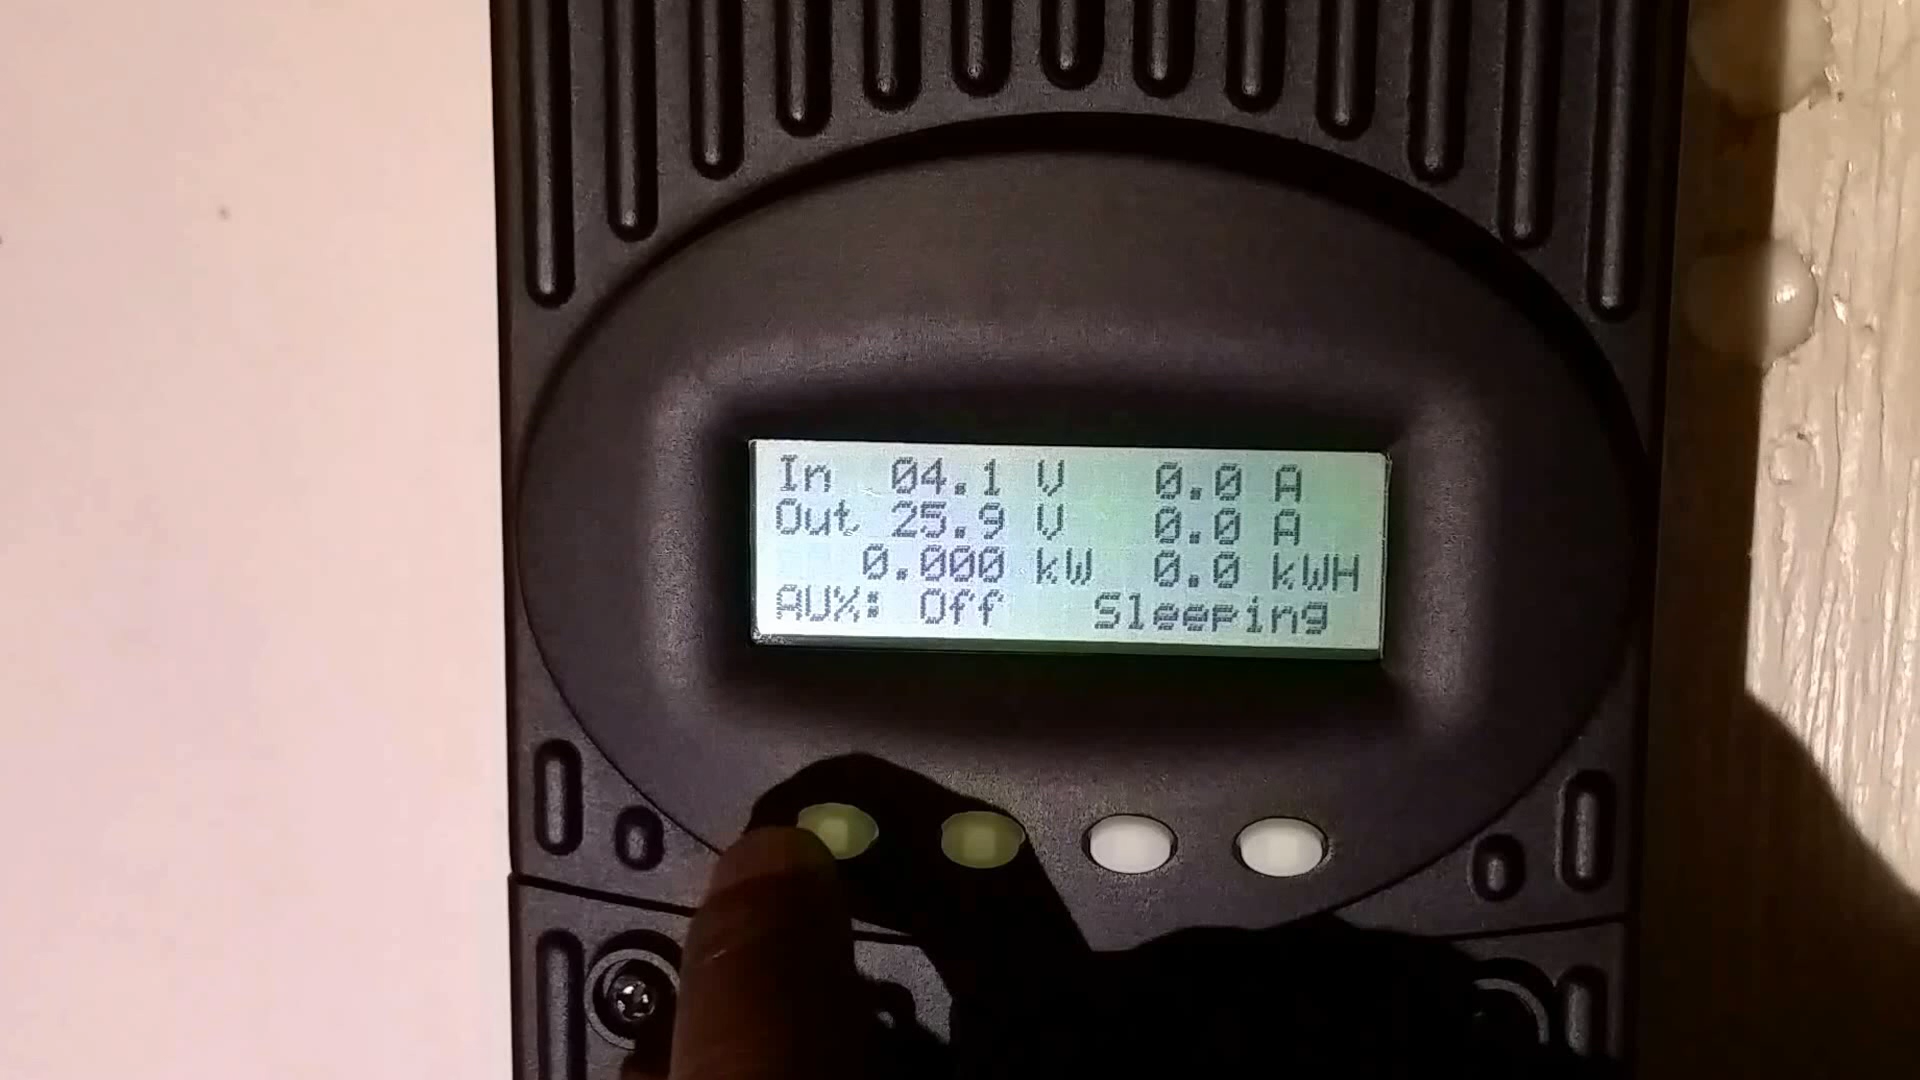 In 04.1 V 0.0 A
Out 25.9 V 0.0 A
0.000 kW 0.0 kWH
AUX: Off Sleeping